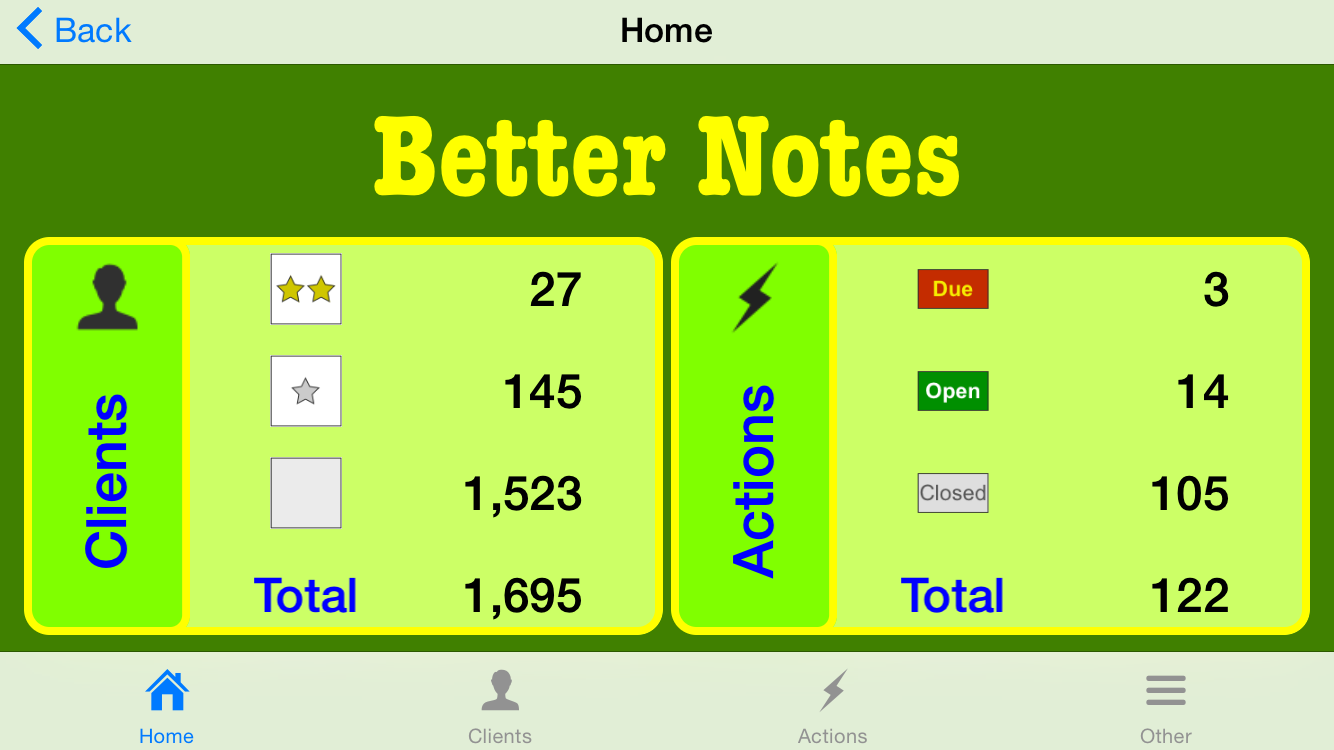 Back
Home
Better Notes
Clients
27
145
1,523
Total 1,695
Actions
Due 3
Open 14
Closed 105
Total 122
Home
Clients
Actions
Other